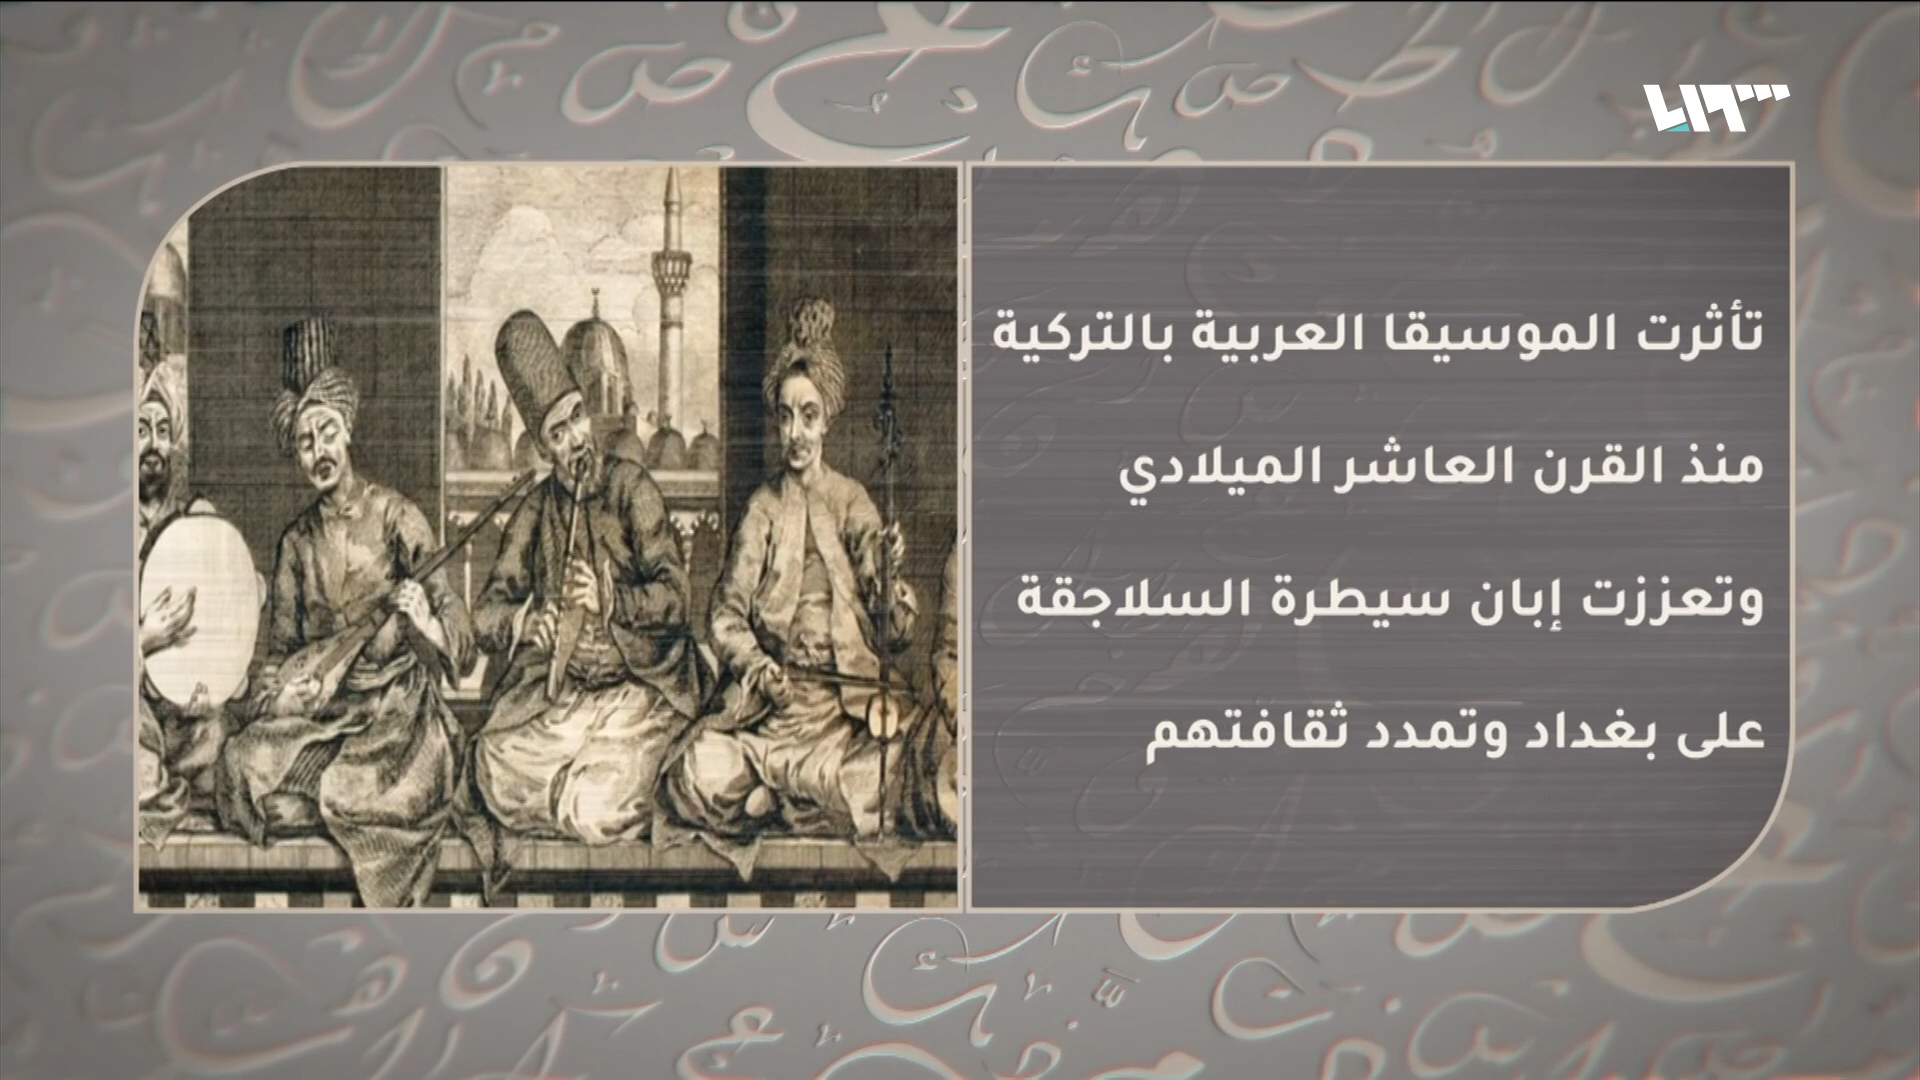 تأثرت الموسيقا العربية بالتركية
منذ القرن العاشر الميلادي
وتعززت إبان سيطرة السلاجقة
على بغداد وتمدد ثقافتهم